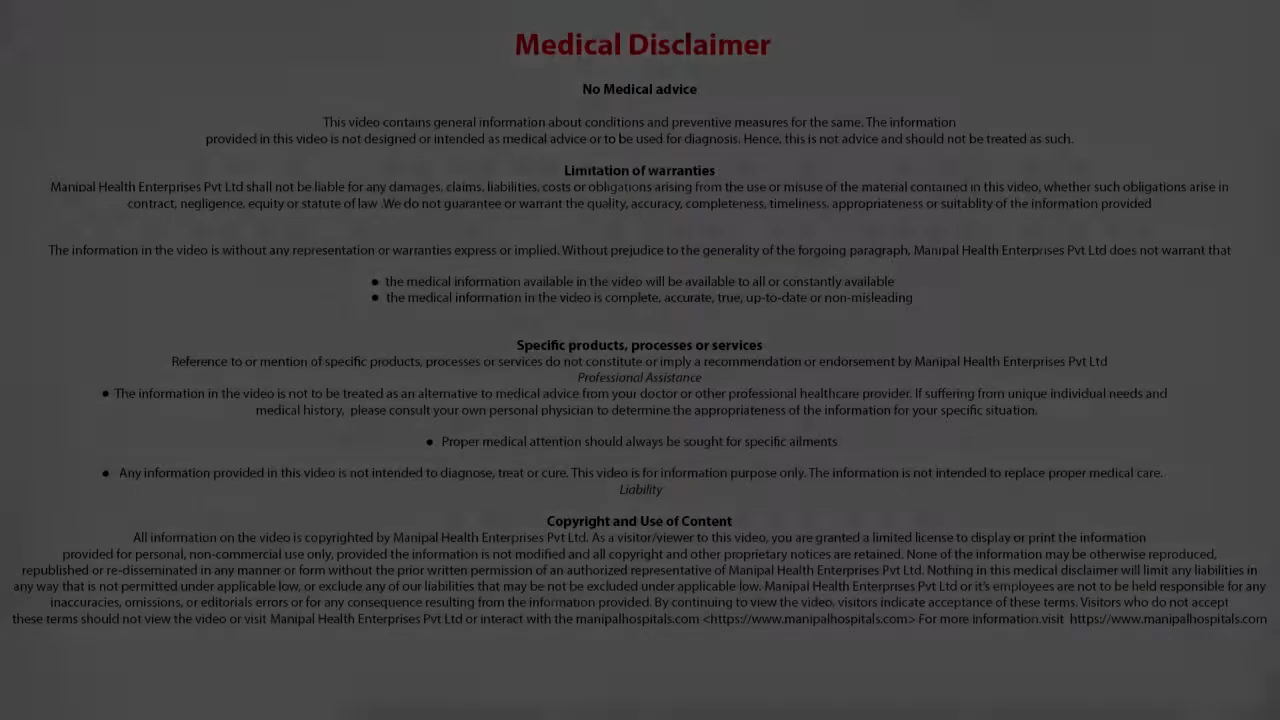 Medical Disclaimer
No Medical advice
This video contains general information about conditions and preventive measures for the same. The information
provided in this video is not designed or intended as medical advice or to be used for diagnosis. Hence, this is not advice and should not be treated as such.
Limitation of warranties
Manipal Health Enterprises Pvt Ltd shall not be liable for any damages, claims, liabilities, costs or obligations arising from the use or misuse of the material contained in this video, whether such obligations arise in
contract, negligence, equity or statute of law .We do not guarantee or warrant the quality, accuracy, completeness, timeliness, appropriateness or suitablity of the information provided
The information in the video is without any representation or warranties express or implied. Without prejudice to the generality of the forgoing paragraph, Manipal Health Enterprises Pvt Ltd does not warrant that
● the medical information available in the video will be available to all or constantly available
● the medical information in the video is complete, accurate, true, up-to-date or non-misleading
Specific products, processes or services
Reference to or mention of specific products, processes or services do not constitute or imply a recommendation or endorsement by Manipal Health Enterprises Pvt Ltd
Professional Assistance
● The information in the video is not to be treated as an alternative to medical advice from your doctor or other professional healthcare provider. If suffering from unique individual needs and
medical history, please consult your own personal physician to determine the appropriateness of the information for your specific situation.
● Proper medical attention should always be sought for specific ailments
● Any information provided in this video is not intended to diagnose, treat or cure. This video is for information purpose only. The information is not intended to replace proper medical care.
Liability
Copyright and Use of Content
All information on the video is copyrighted by Manipal Health Enterprises Pvt Ltd. As a visitor/viewer to this video, you are granted a limited license to display or print the information
provided for personal, non-commercial use only, provided the information is not modified and all copyright and other proprietary notices are retained. None of the information may be otherwise reproduced,
republished or re-disseminated in any manner or form without the prior written permission of an authorized representative of Manipal Health Enterprises Pvt Ltd. Nothing in this medical disclaimer will limit any liabilities in
any way that is not permitted under applicable low, or exclude any of our liabilities that may be not be excluded under applicable low. Manipal Health Enterprises Pvt Ltd or it's employees are not to be held responsible for any
inaccuracies, omissions, or editorials errors or for any consequence resulting from the information provided. By continuing to view the video, visitors indicate acceptance of these terms. Visitors who do not accept
these terms should not view the video or visit Manipal Health Enterprises Pvt Ltd or interact with the manipalhospitals.com <https://www.manipalhospitals.com> For more information.visit https://www.manipalhospitals.com